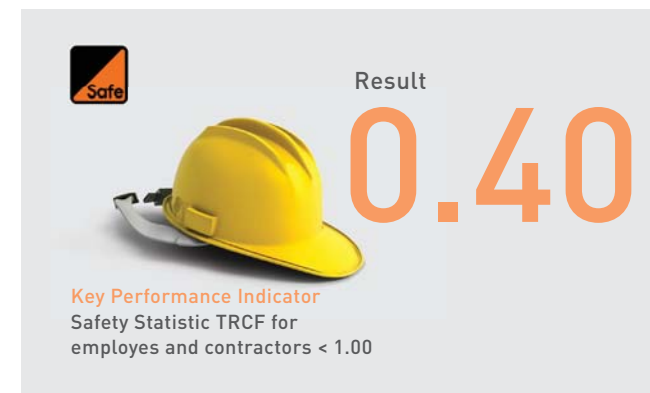 Safe
Result
0.40
Key Performance Indicator
Safety Statistic TRCF for
employes and contractors < 1.00